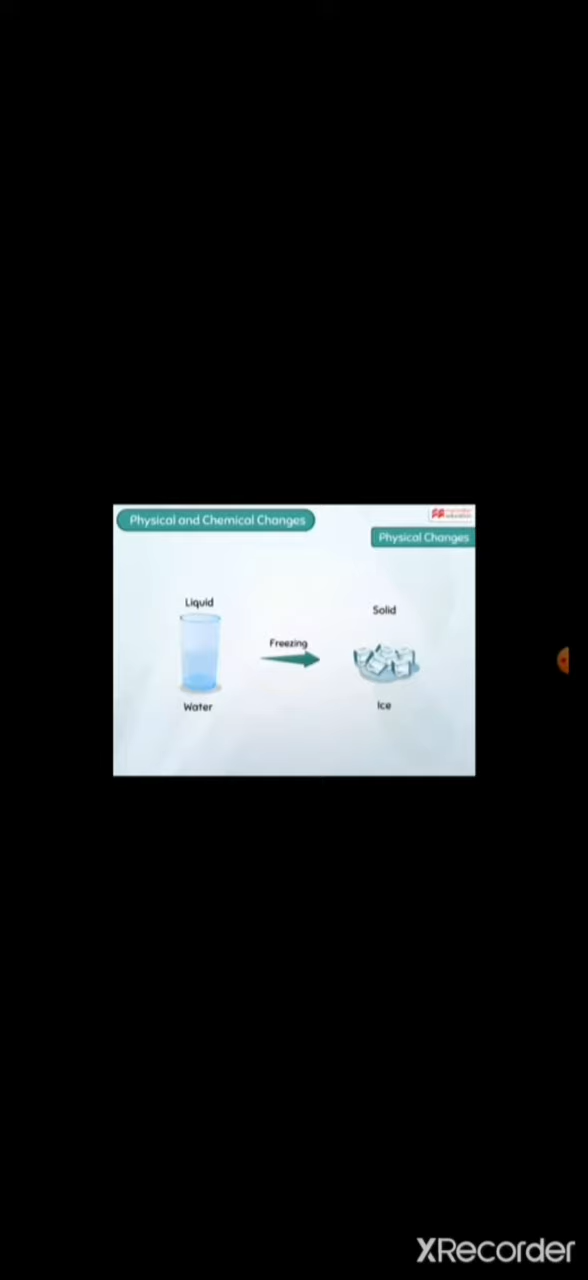 Physical and Chemical Changes
Physical Changes
Liquid
Solid
Freezing
Water
Ice
XRecorder